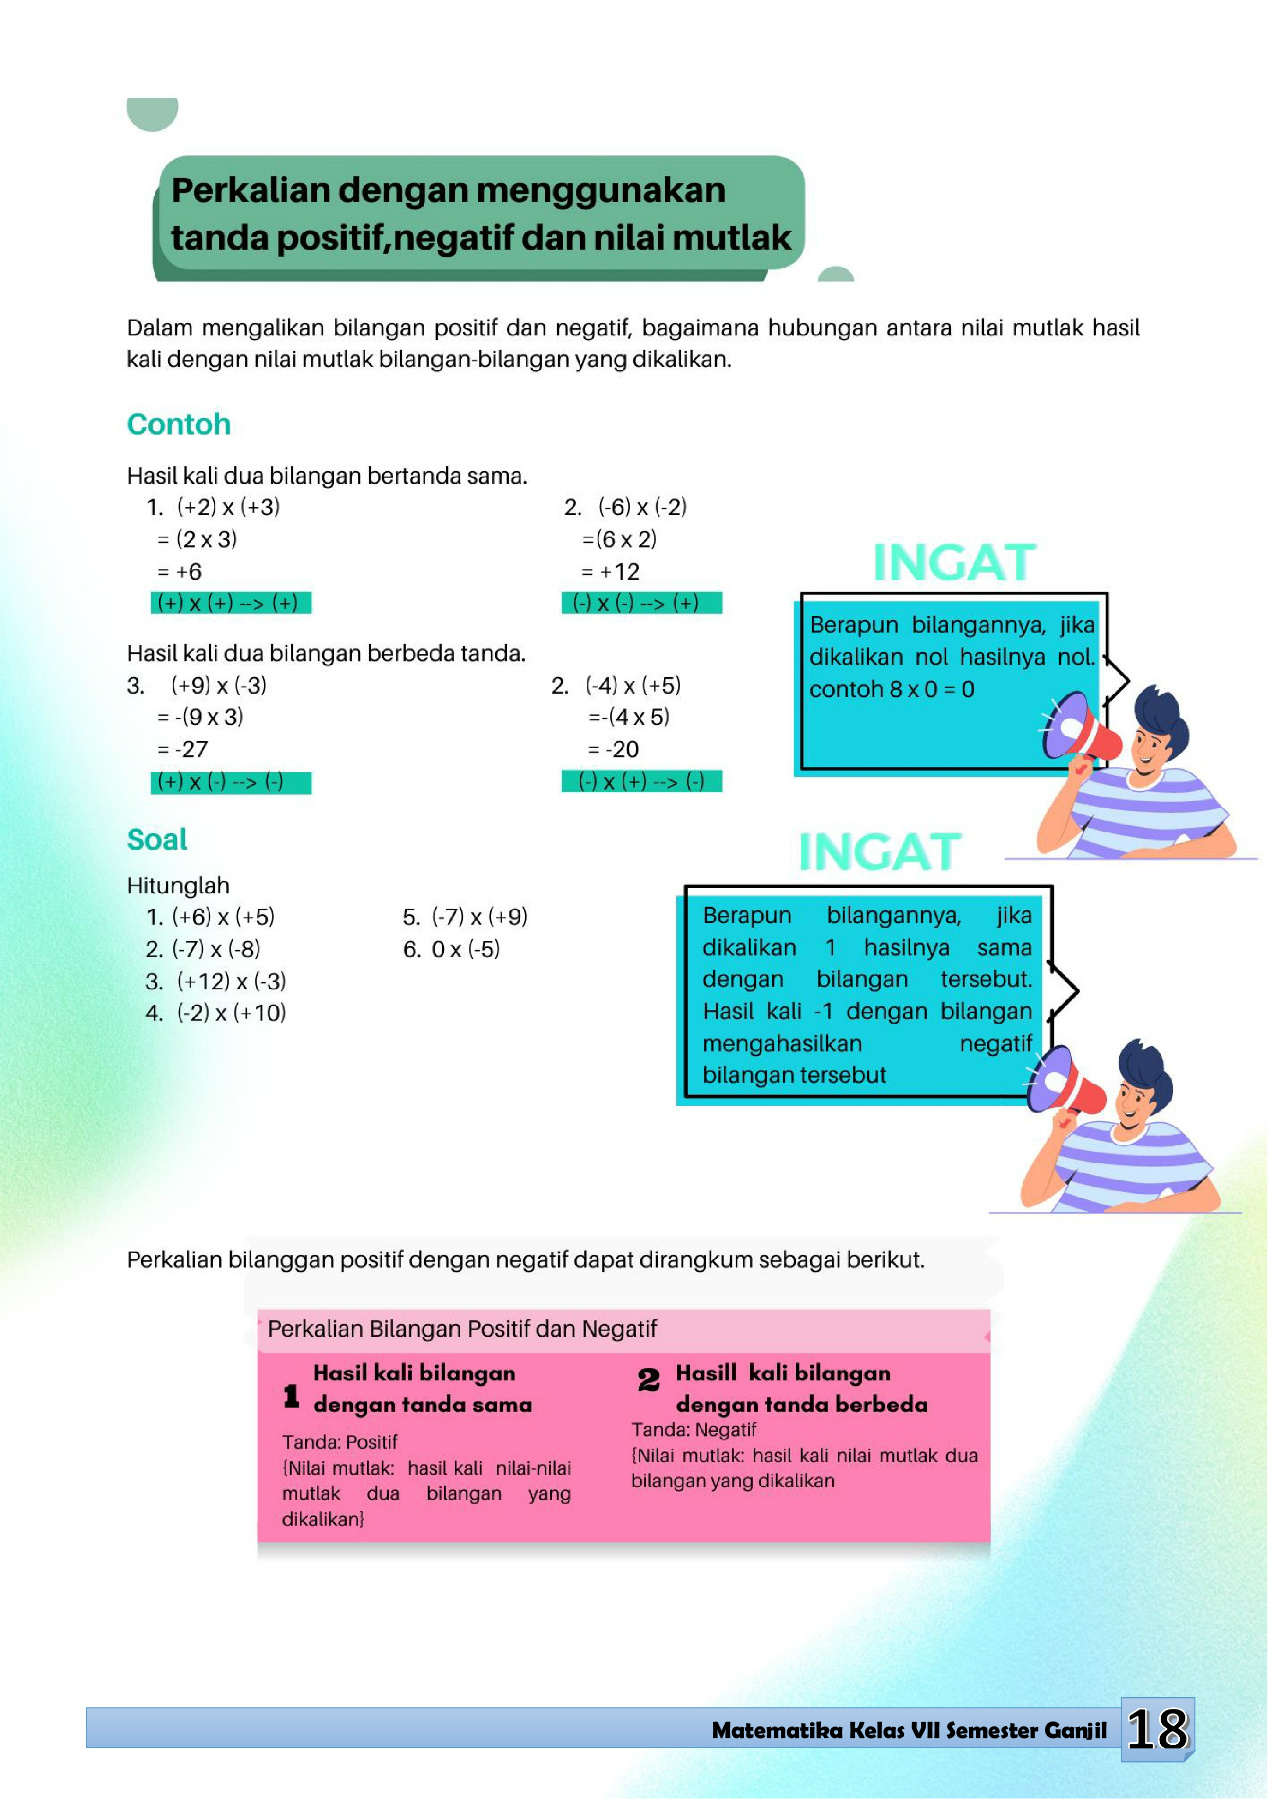 Perkalian dengan menggunakan
tanda positif,negatif dan nilai mutlak
Dalam mengalikan bilangan positif dan negatif, bagaimana hubungan antara nilai mutlak hasil
kali dengan nilai mutlak bilangan-bilangan yang dikalikan.
Contoh
Hasil kali dua bilangan bertanda sama.
1. (+2) x (+3)
= (2 x 3)
= +6
(+) x (+) --> (+)
2. (-6) x (-2)
=(6 x 2)
= +12
(-) x (-) --> (+)
Hasil kali dua bilangan berbeda tanda.
3. (+9) x (-3)
= -(9 x 3)
= -27
(+) x (-) --> (-)
2. (-4) x (+5)
=-(4 x 5)
= -20
(-) x (+) --> (-)
INGAT
Berapun bilangannya, jika
dikalikan nol hasilnya nol.
contoh 8 x 0 = 0
Soal
Hitunglah
1. (+6) x (+5)
2. (-7) x (-8)
3. (+12) x (-3)
4. (-2) x (+10)
5. (-7) x (+9)
6. 0 x (-5)
INGAT
Berapun bilangannya, jika
dikalikan 1 hasilnya sama
dengan bilangan tersebut.
Hasil kali -1 dengan bilangan
mengahasilkan negatif
bilangan tersebut
Perkalian bilanggan positif dengan negatif dapat dirangkum sebagai berikut.
Perkalian Bilangan Positif dan Negatif
1 Hasil kali bilangan
dengan tanda sama
Tanda: Positif
{Nilai mutlak: hasil kali nilai-nilai
mutlak dua bilangan yang
dikalikan}
2 Hasill kali bilangan
dengan tanda berbeda
Tanda: Negatif
{Nilai mutlak: hasil kali nilai mutlak dua
bilangan yang dikalikan
Matematika Kelas VII Semester Ganjil 18